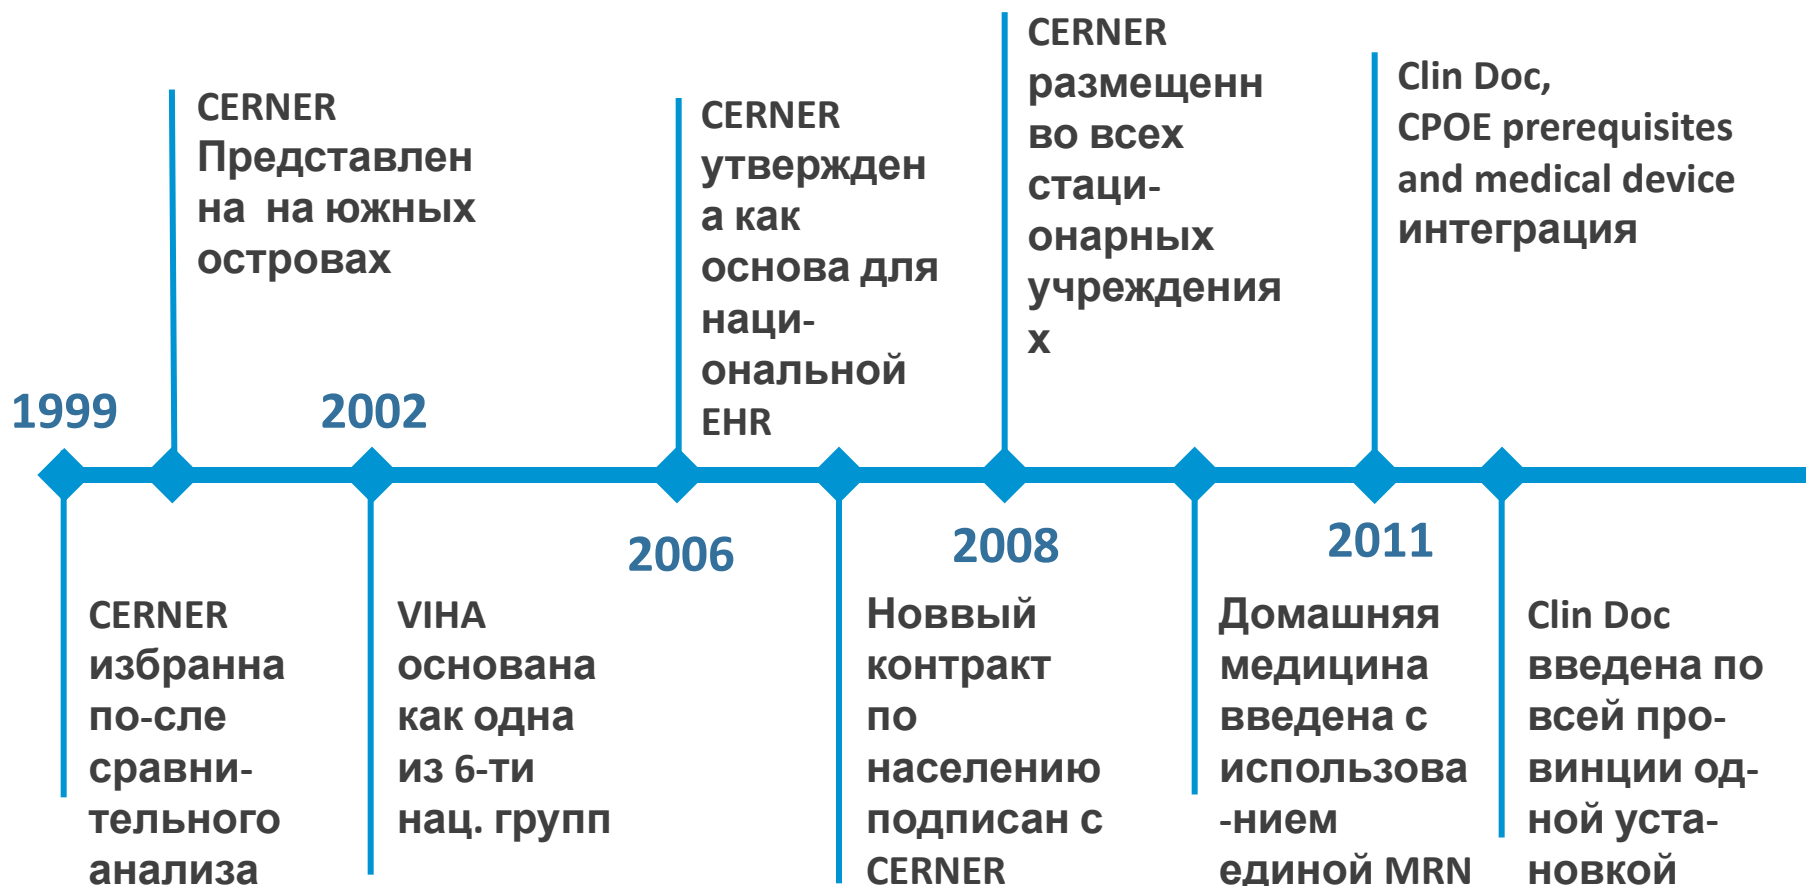 CERNER
Представлен
на на южных
островах
CERNER
утвержден
а как
основа для
наци-
ональной
EHR
CERNER
размещенн
во всех
стаци-
онарных
учреждения
х
Clin Doc,
CPOE prerequisites
and medical device
интеграция
1999
2002
2006
2008
2011
CERNER
избранна
по-сле
сравни-
тельного
анализа
VIHA
основана
как одна
из 6-ти
нац. групп
Новвый
контракт
по
населению
подписан с
CERNER
Домашняя
медицина
введена с
использова
-нием
единой MRN
Clin Doc
введена по
всей про-
винции од-
ной уста-
новкой